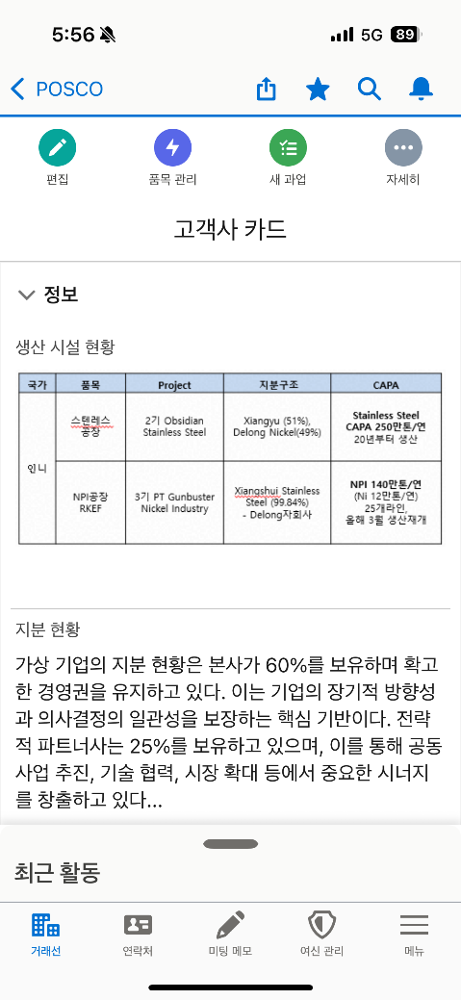 5:56
5G 89
POSCO
편집
품목 관리
새 과업
자세히
고객사 카드
정보
생산 시설 현황
국가 품목 Project 지분구조 CAPA
인니
스텐레스
공장
2기 Obsidian
Stainless Steel
Xiangyu (51%),
Delong Nickel(49%)
Stainless Steel
CAPA 250만톤/연
20년부터 생산
NPI공장
RKEF
3기 PT Gunbuster
Nickel Industry
Xiangshui Stainless
Steel (99.84%)
- Delong자회사
NPI 140만톤/연
(Ni 12만톤/연)
25개라인,
올해 3월 생산재개
지분 현황
가상 기업의 지분 현황은 본사가 60%를 보유하며 확고
한 경영권을 유지하고 있다. 이는 기업의 장기적 방향성
과 의사결정의 일관성을 보장하는 핵심 기반이다. 전략
적 파트너사는 25%를 보유하고 있으며, 이를 통해 공동
사업 추진, 기술 협력, 시장 확대 등에서 중요한 시너지
를 창출하고 있다...
최근 활동
거래선
연락처
미팅 메모
여신 관리
메뉴